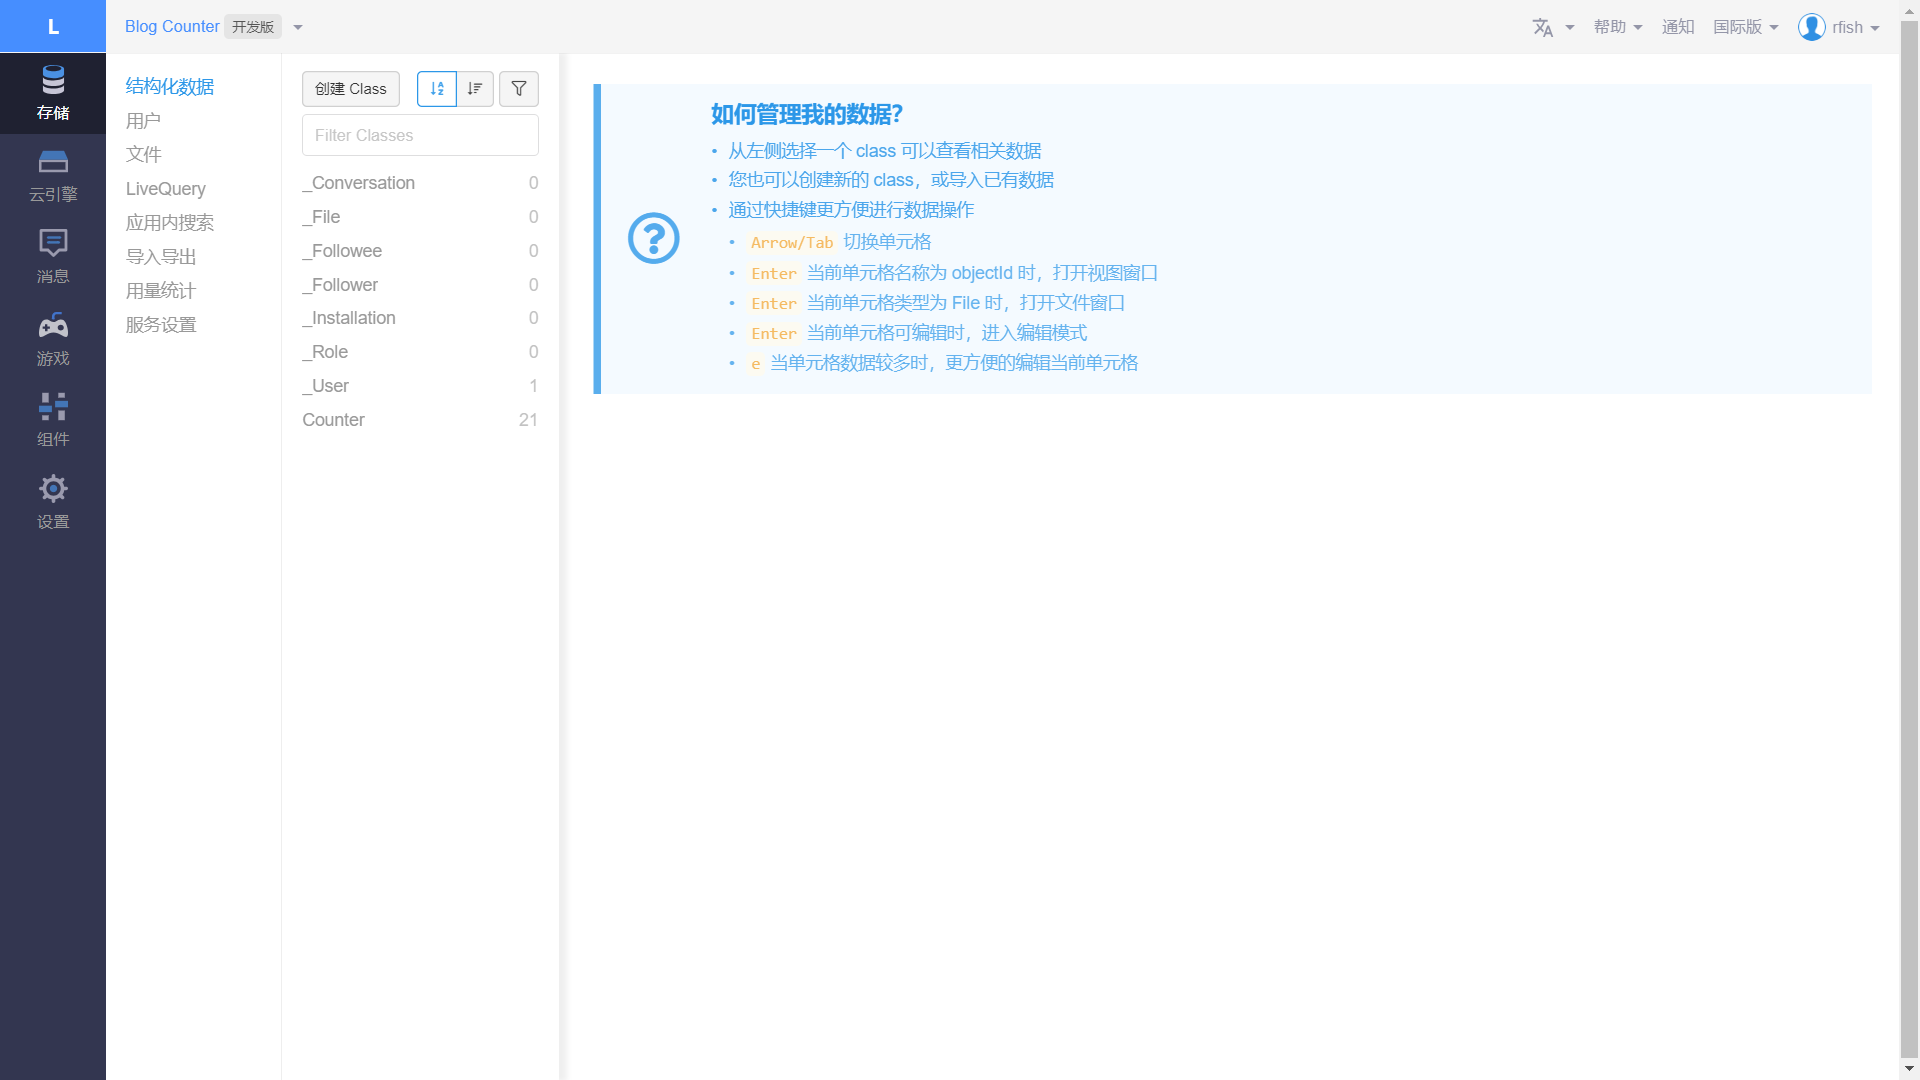 L
Blog Counter 开发版
帮助
通知
国际版
rfish
存储
云引擎
消息
游戏
组件
设置
结构化数据
用户
文件
LiveQuery
应用内搜索
导入导出
用量统计
服务设置
创建 Class
Filter Classes
_Conversation 0
_File 0
_Followee 0
_Follower 0
_Installation 0
_Role 0
_User 1
Counter 21
如何管理我的数据？
• 从左侧选择一个 class 可以查看相关数据
• 您也可以创建新的 class，或导入已有数据
• 通过快捷键更方便进行数据操作
• Arrow/Tab 切换单元格
• Enter 当前单元格名称为 objectId 时，打开视图窗口
• Enter 当前单元格类型为 File 时，打开文件窗口
• Enter 当前单元格可编辑时，进入编辑模式
• e 当单元格数据较多时，更方便的编辑当前单元格